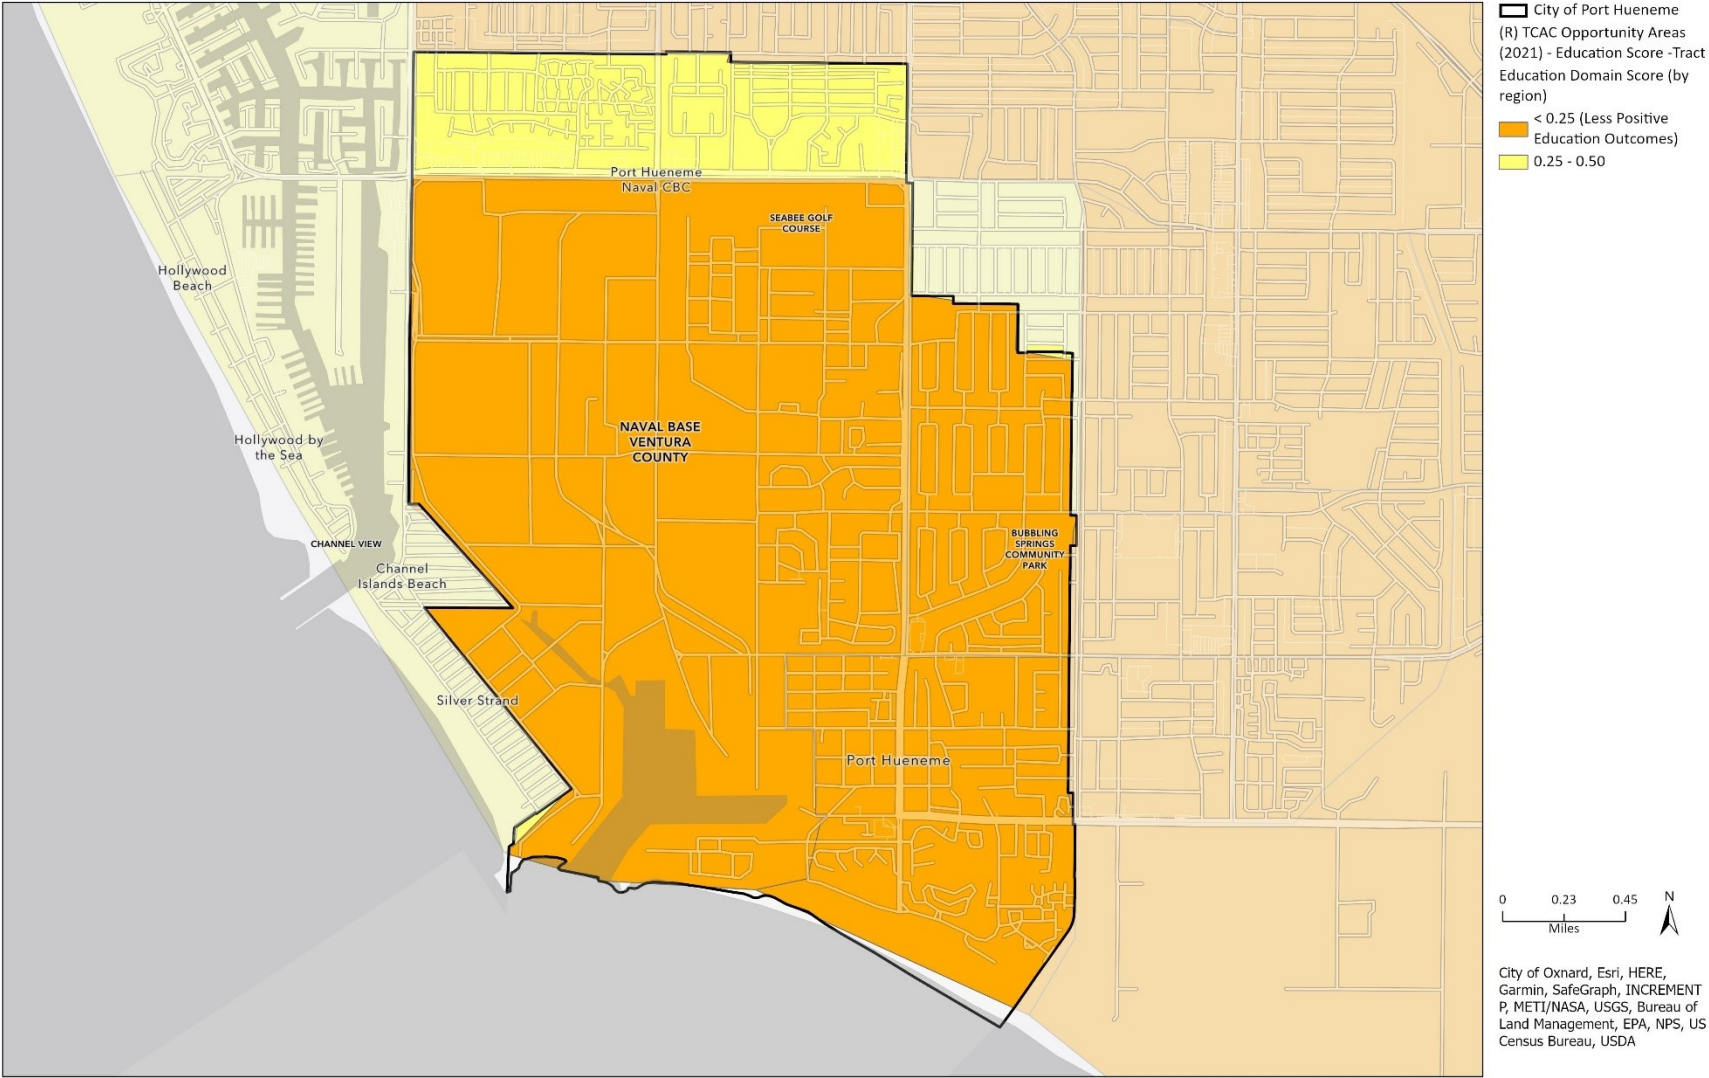 City of Port Hueneme
(R) TCAC Opportunity Areas
(2021) - Education Score -Tract
Education Domain Score (by
region)
< 0.25 (Less Positive
Education Outcomes)
0.25 - 0.50
Port Hueneme
Naval CBC
SEABEE GOLF
COURSE
Hollywood
Beach
NAVAL BASE
VENTURA
COUNTY
Hollywood by
the Sea
CHANNEL VIEW
BUBBLING
SPRINGS
COMMUNITY
PARK
Channel
Islands Beach
Silver Strand
Port Hueneme
0 0.23 0.45
Miles
N
City of Oxnard, Esri, HERE,
Garmin, SafeGraph, INCREMENT
P, METI/NASA, USGS, Bureau of
Land Management, EPA, NPS, US
Census Bureau, USDA